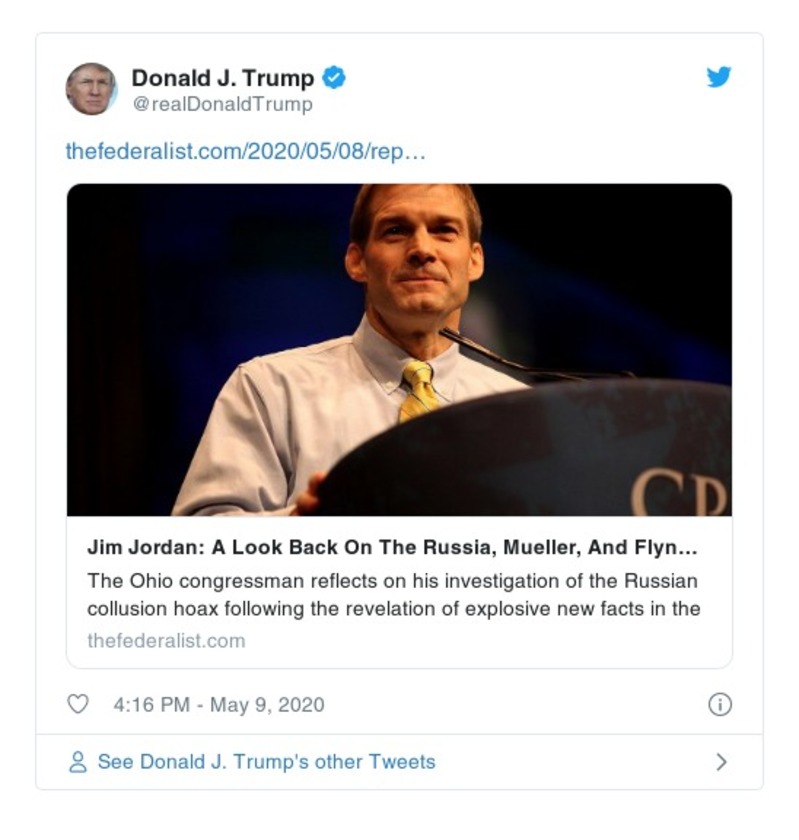 Donald J. Trump
@realDonaldTrump
thefederalist.com/2020/05/08/rep…
CP
Jim Jordan: A Look Back On The Russia, Mueller, And Flyn…
The Ohio congressman reflects on his investigation of the Russian
collusion hoax following the revelation of explosive new facts in the
thefederalist.com
4:16 PM - May 9, 2020
See Donald J. Trump's other Tweets